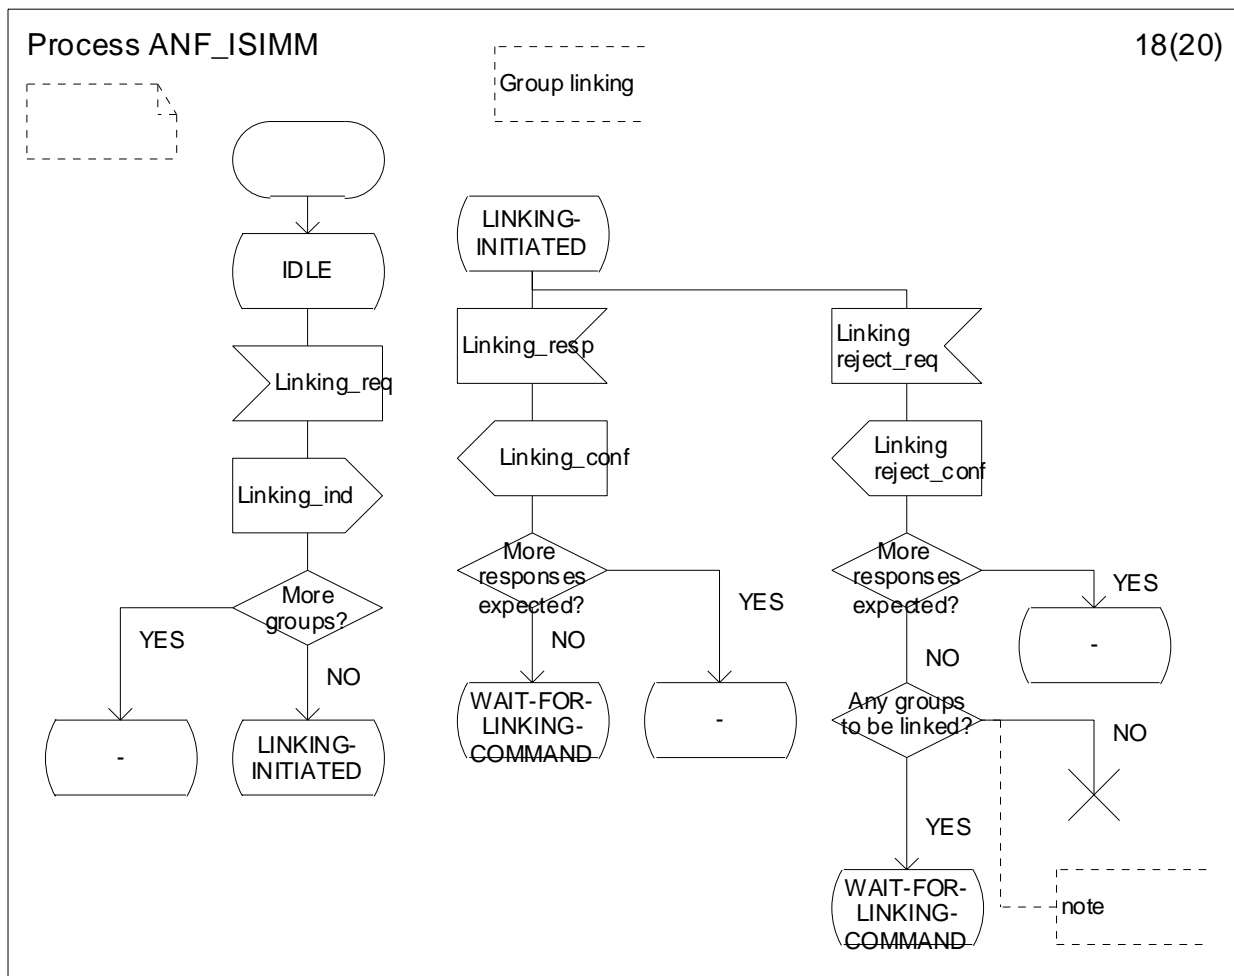 Process ANF_ISIMM
18(20)
Group linking
IDLE
Linking_req
Linking_ind
More
groups?
YES
NO
-
LINKING-
INITIATED
LINKING-
INITIATED
Linking_resp
Linking_conf
More
responses
expected?
YES
NO
WAIT-FOR-
LINKING-
COMMAND
-
Linking
reject_req
Linking
reject_conf
More
responses
expected?
YES
-
NO
Any groups
to be linked?
NO
YES
WAIT-FOR-
LINKING-
COMMAND
note